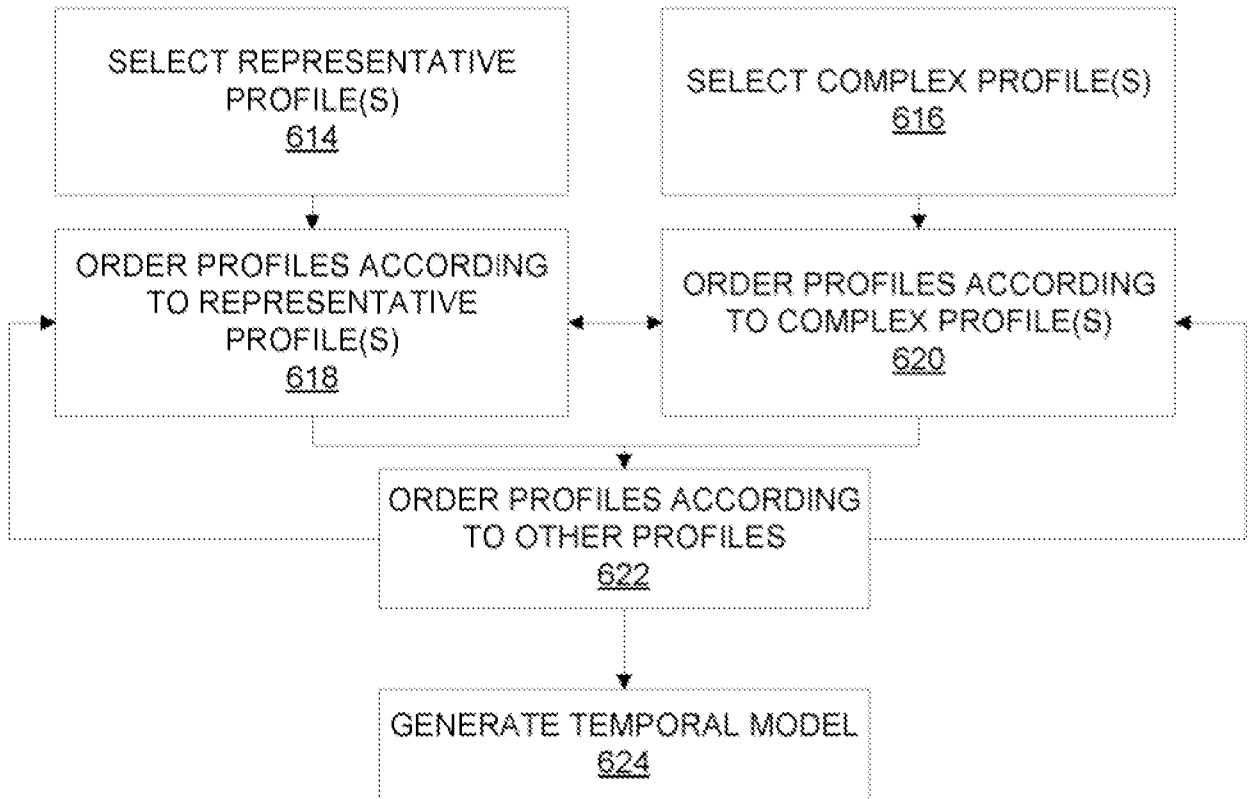 SELECT REPRESENTATIVE
PROFILE(S)
614
SELECT COMPLEX PROFILE(S)
616
ORDER PROFILES ACCORDING
TO REPRESENTATIVE
PROFILE(S)
618
ORDER PROFILES ACCORDING
TO COMPLEX PROFILE(S)
620
ORDER PROFILES ACCORDING
TO OTHER PROFILES
622
GENERATE TEMPORAL MODEL
624